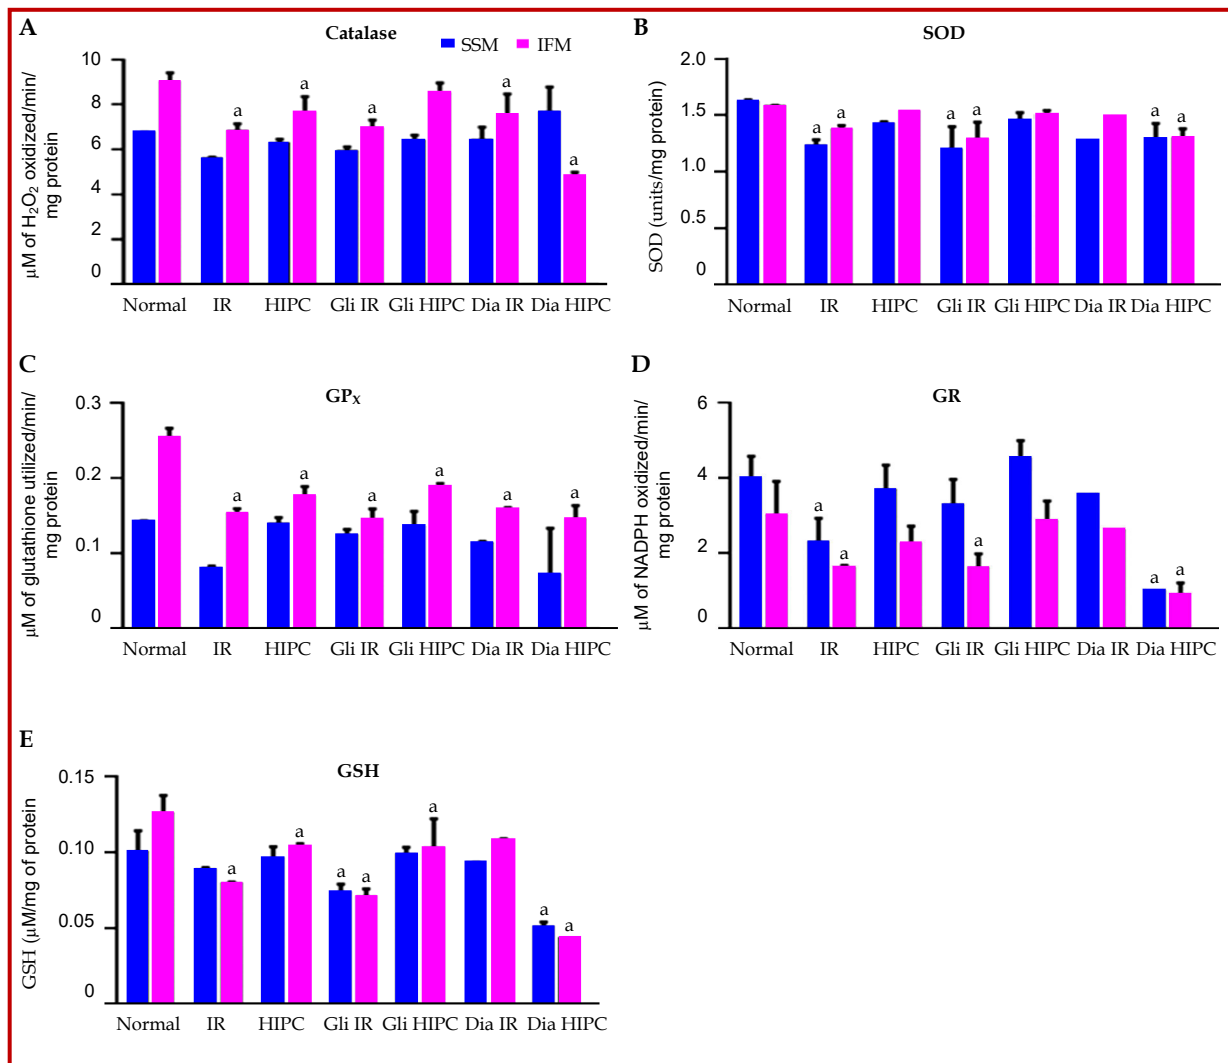 A
Catalase
SSM IFM
μM of H₂O₂ oxidized/min/
mg protein
10
8
6
4
2
0
a a a a a
Normal IR HIPC Gli IR Gli HIPC Dia IR Dia HIPC
B
SOD
SOD (units/mg protein)
2.0
1.5
1.0
0.5
0
a a a a a a
Normal IR HIPC Gli IR Gli HIPC Dia IR Dia HIPC
C
GPX
μM of glutathione utilized/min/
mg protein
0.3
0.2
0.1
0
a a a a a a
Normal IR HIPC Gli IR Gli HIPC Dia IR Dia HIPC
D
GR
μM of NADPH oxidized/min/
mg protein
6
4
2
0
a a a a a
Normal IR HIPC Gli IR Gli HIPC Dia IR Dia HIPC
E
GSH
GSH (μM/mg of protein
0.15
0.10
0.05
0
a a a a a a a
Normal IR HIPC Gli IR Gli HIPC Dia IR Dia HIPC